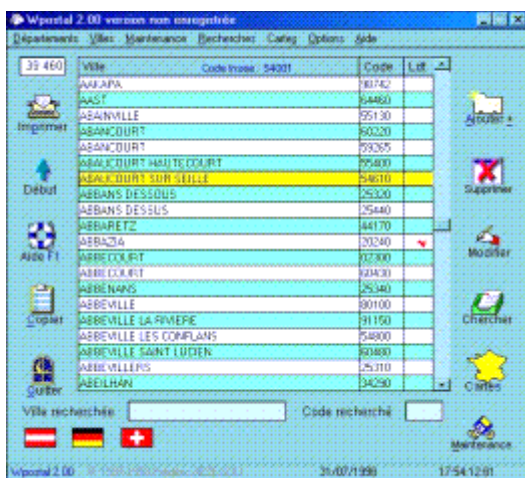 Wpostal 2.00 version non enregistrée
Départements Villes Maintenance Recherches Carteg Options Aide
39 460 Ville Code Insee : 54001 Code Ldt
AAKAPA 98742
AAST 64460
ABAINVILLE 55130
ABANCOURT 60220
ABANCOURT 59265
ABAUCOURT HAUTECOURT 55400
ABAUCOURT SUR SEILLE 54610
ABBANS DESSOUS 25320
ABBANS DESSUS 25440
ABBARETZ 44170
ABBAZIA 20240
ABBECOURT 02300
ABBECOURT 60430
ABBENANS 25340
ABBEVILLE 80100
ABBEVILLE LA RIVIERE 91150
ABBEVILLE LES CONFLANS 54800
ABBEVILLE SAINT LUCIEN 60480
ABBEVILLERS 25310
ABEILHAN 34290
Imprimer
Début
Aide F1
Copier
Quitter
Ajouter +
Supprimer
Modifier
Chercher
Cartes
Maintenance
Ville recherchée Code recherché
Wpostal 2.00 31/07/1998 17:54:12:61